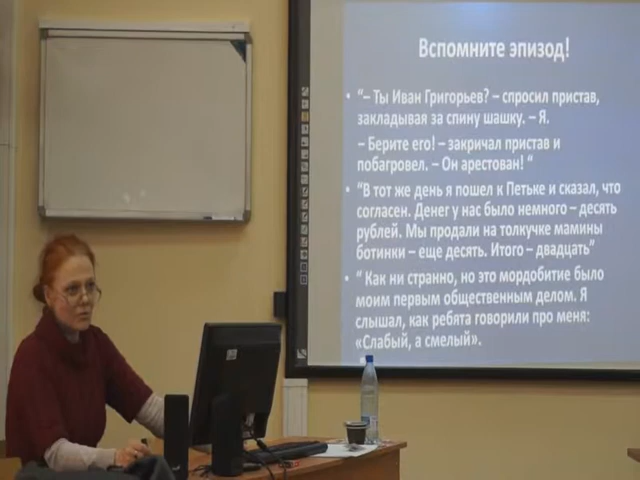 Вспомните эпизод!
• "– Ты Иван Григорьев? – спросил пристав,
закладывая за спину шашку. – Я.
– Берите его! – закричал пристав и
побагровел. – Он арестован! "
• "В тот же день я пошел к Петьке и сказал, что
согласен. Денег у нас было немного – десять
рублей. Мы продали на толкучке мамины
ботинки – еще десять. Итого – двадцать"
• " Как ни странно, но это мордобитие было
моим первым общественным делом. Я
слышал, как ребята говорили про меня:
«Слабый, а смелый».